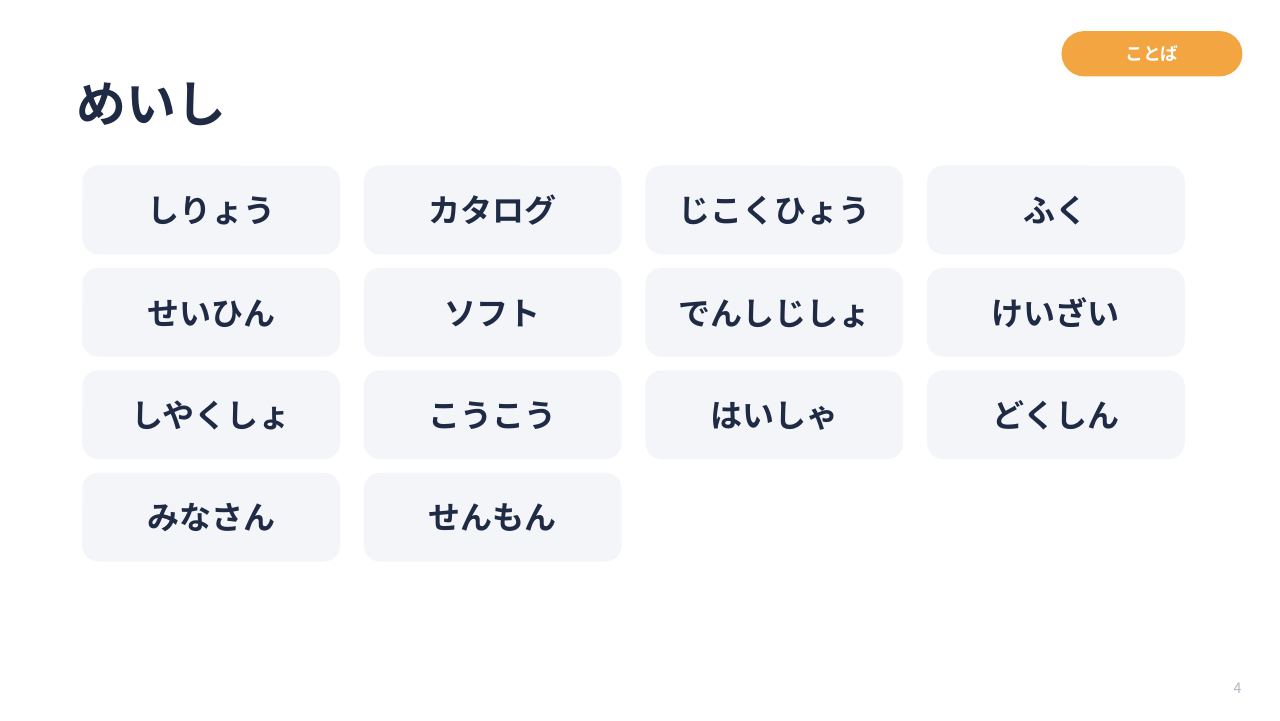 ことば
めいし
しりょう
カタログ
じこくひょう
ふく
せいひん
ソフト
でんしじしょ
けいざい
しやくしょ
こうこう
はいしゃ
どくしん
みなさん
せんもん
4